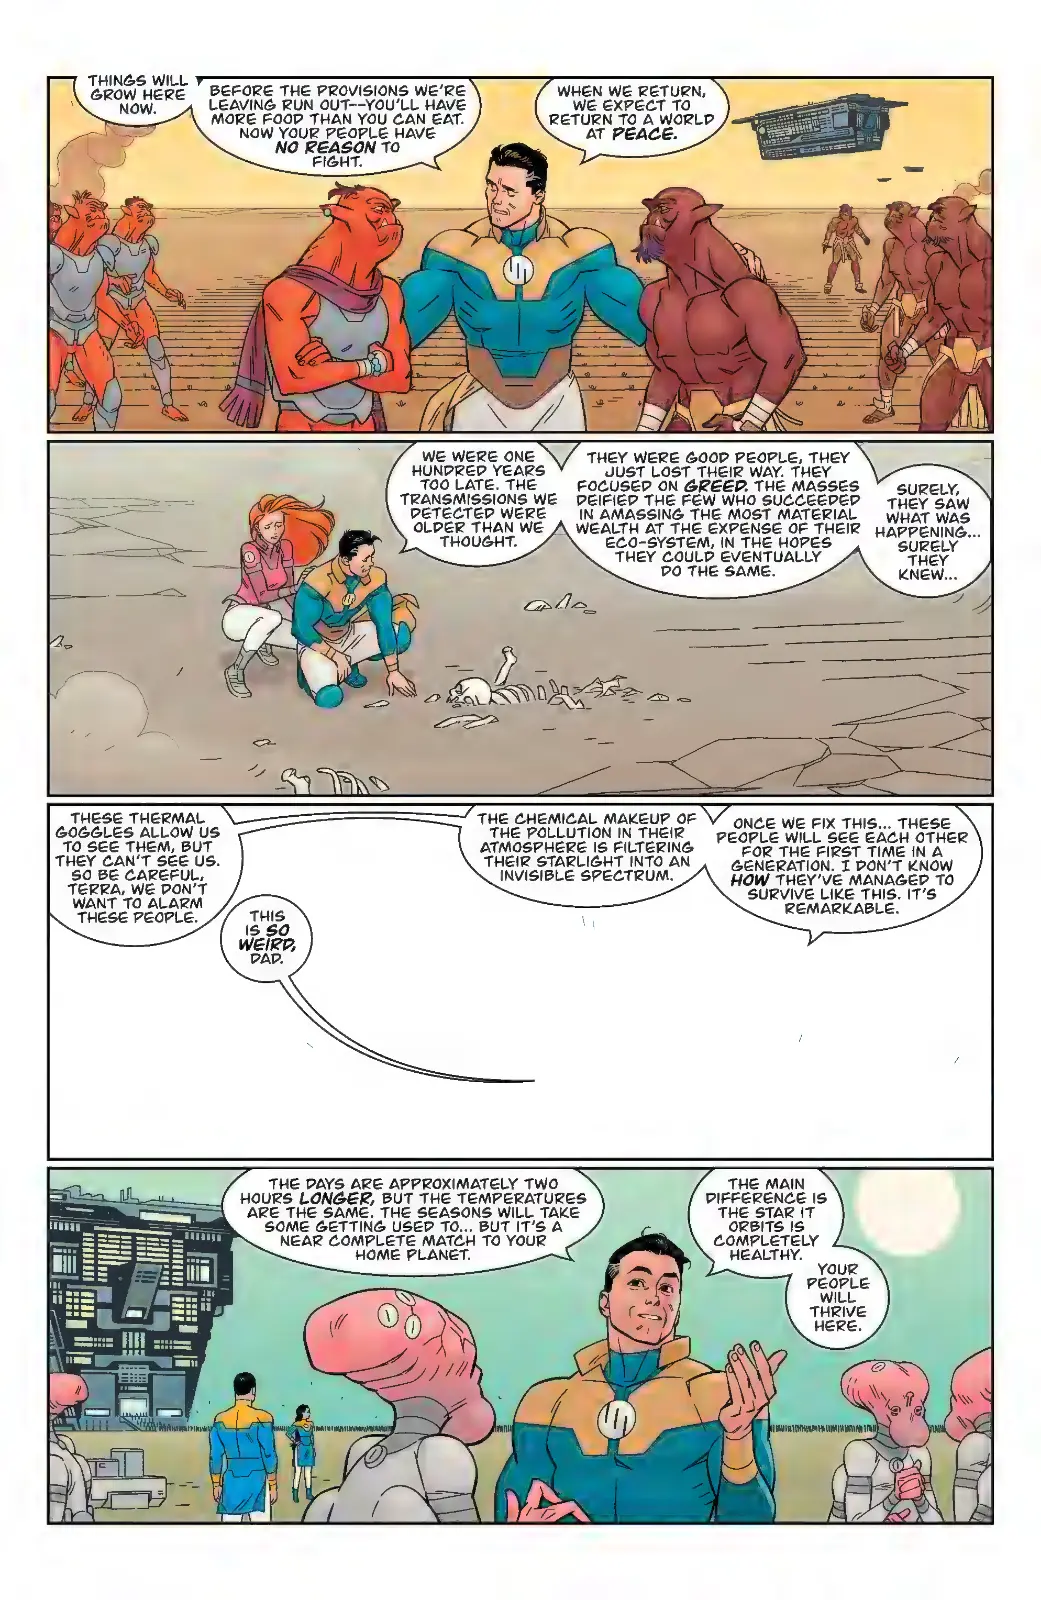 THINGS WILL
GROW HERE
NOW.
BEFORE THE PROVISIONS WE'RE
LEAVING RUN OUT--YOU'LL HAVE
MORE FOOD THAN YOU CAN EAT.
NOW YOUR PEOPLE HAVE
NO REASON TO
FIGHT.
WHEN WE RETURN,
WE EXPECT TO
RETURN TO A WORLD
AT PEACE.
WE WERE ONE
HUNDRED YEARS
TOO LATE. THE
TRANSMISSIONS WE
DETECTED WERE
OLDER THAN WE
THOUGHT.
THEY WERE GOOD PEOPLE, THEY
JUST LOST THEIR WAY. THEY
FOCUSED ON GREED. THE MASSES
DEIFIED THE FEW WHO SUCCEEDED
IN AMASSING THE MOST MATERIAL
WEALTH AT THE EXPENSE OF THEIR
ECO-SYSTEM, IN THE HOPES
THEY COULD EVENTUALLY
DO THE SAME.
SURELY,
THEY SAW
WHAT WAS
HAPPENING...
SURELY
THEY
KNEW...
THESE THERMAL
GOGGLES ALLOW US
TO SEE THEM, BUT
THEY CAN'T SEE US.
SO BE CAREFUL,
TERRA, WE DON'T
WANT TO ALARM
THESE PEOPLE.
THIS
IS SO
WEIRD,
DAD.
THE CHEMICAL MAKEUP OF
THE POLLUTION IN THEIR
ATMOSPHERE IS FILTERING
THEIR STARLIGHT INTO AN
INVISIBLE SPECTRUM.
ONCE WE FIX THIS... THESE
PEOPLE WILL SEE EACH OTHER
FOR THE FIRST TIME IN A
GENERATION. I DON'T KNOW
HOW THEY'VE MANAGED TO
SURVIVE LIKE THIS. IT'S
REMARKABLE.
THE DAYS ARE APPROXIMATELY TWO
HOURS LONGER, BUT THE TEMPERATURES
ARE THE SAME. THE SEASONS WILL TAKE
SOME GETTING USED TO... BUT IT'S A
NEAR COMPLETE MATCH TO YOUR
HOME PLANET.
THE MAIN
DIFFERENCE IS
THE STAR IT
ORBITS IS
COMPLETELY
HEALTHY.
YOUR
PEOPLE
WILL
THRIVE
HERE.